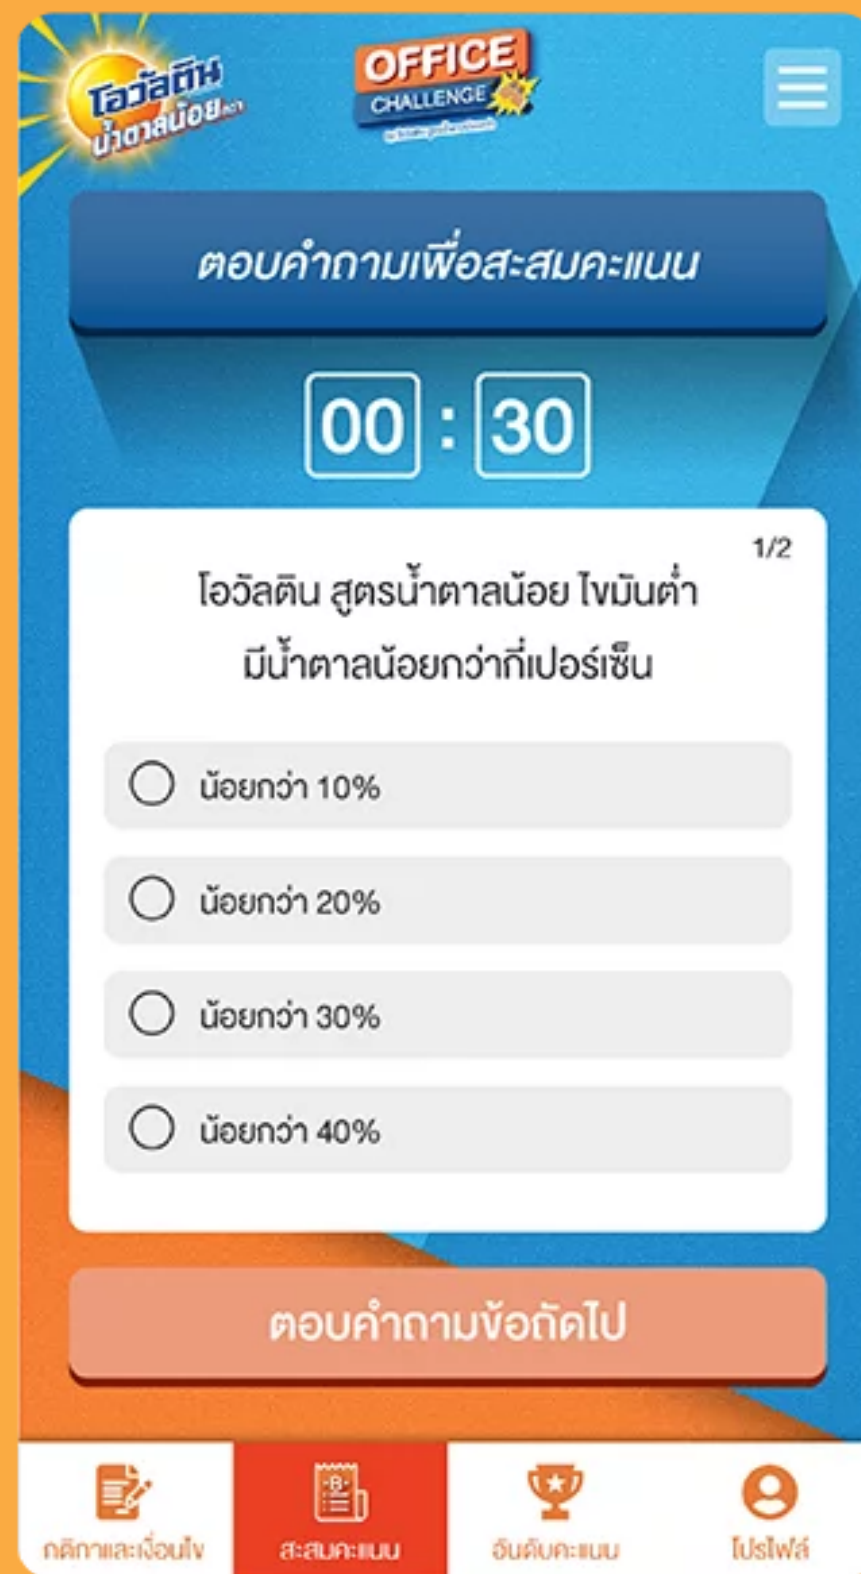 โอวัลติน
น้ำตาลน้อย
OFFICE
CHALLENGE
ตอบคำถามเพื่อสะสมคะแนน
00 : 30
1/2
โอวัลติน สูตรน้ำตาลน้อย ไขมันต่ำ
มีน้ำตาลน้อยกว่ากี่เปอร์เซ็น
น้อยกว่า 10%
น้อยกว่า 20%
น้อยกว่า 30%
น้อยกว่า 40%
ตอบคำถามข้อถัดไป
กติกาและเงื่อนไข
สะสมคะแนน
อันดับคะแนน
โปรไฟล์